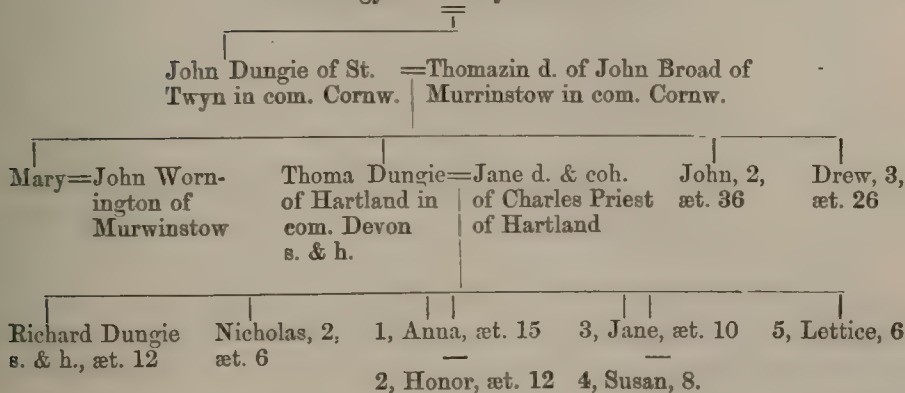 John Dungie of St. =Thomazin d. of John Broad of
Twyn in com. Cornw. Murrinstow in com. Cornw.
Mary=John Worn-
ington of
Murwinstow
Thoma Dungie=Jane d. & coh.
of Hartland in of Charles Priest
com. Devon of Hartland
s. & h.
John, 2,
æt. 36
Drew, 3,
æt. 26
Richard Dungie
s. & h., æt. 12
Nicholas, 2,
æt. 6
1, Anna, æt. 15
2, Honor, æt. 12
3, Jane, æt. 10
4, Susan, 8.
5, Lettice, 6